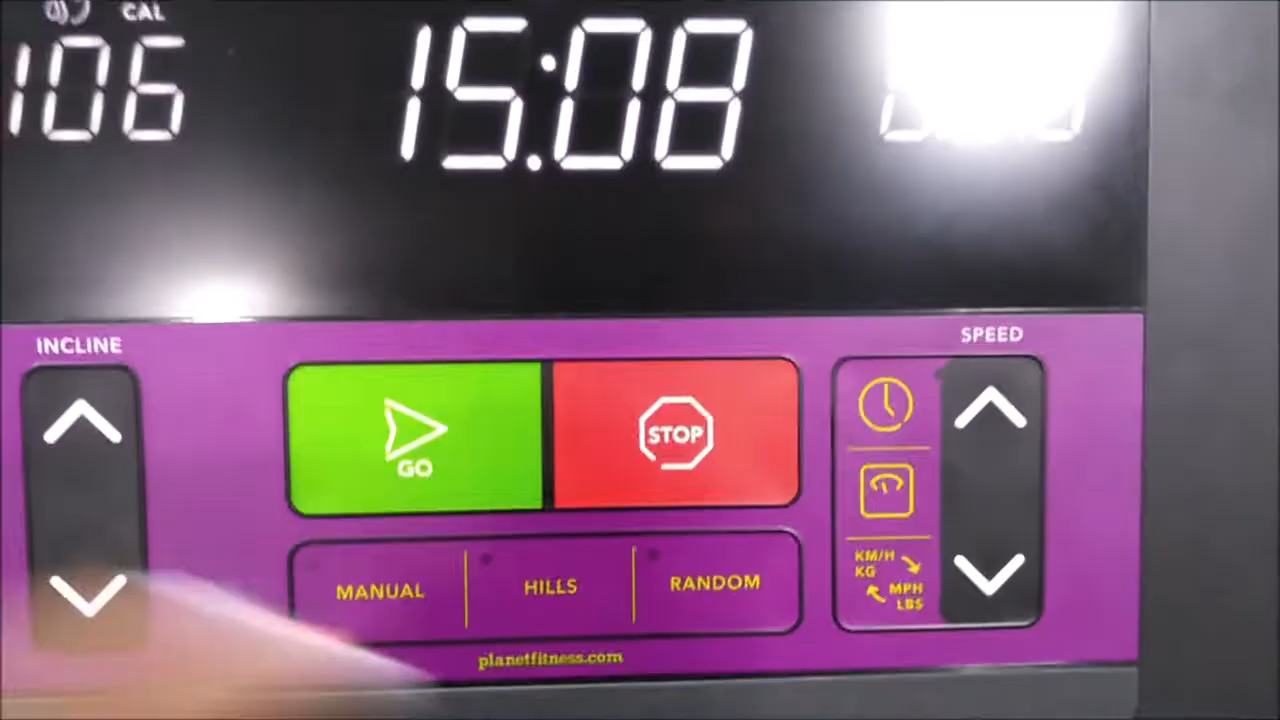 CAL
106
15:08
INCLINE
SPEED
GO
STOP
MANUAL
HILLS
RANDOM
KM/H
KG
MPH
LBS
planetfitness.com